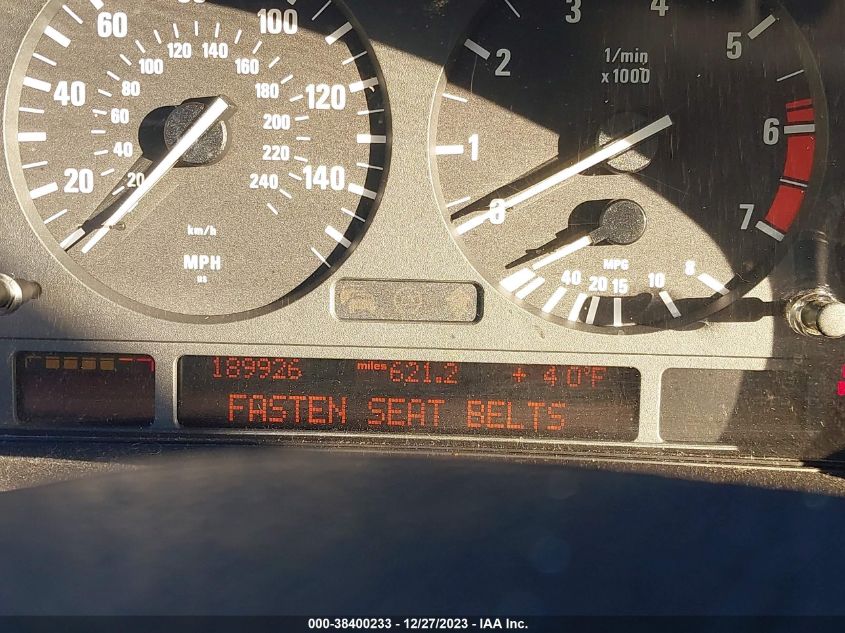 60 100
20 40 60 80 100 120 140 160 180 200 220 240
20 40 120 140
km/h
MPH
us
1 2 3 4 5 6 7
1/min
x 1000
MPG
40 20 15 10 8
189926 miles 621.2 + 40°F
FASTEN SEAT BELTS
000-38400233 - 12/27/2023 - IAA Inc.